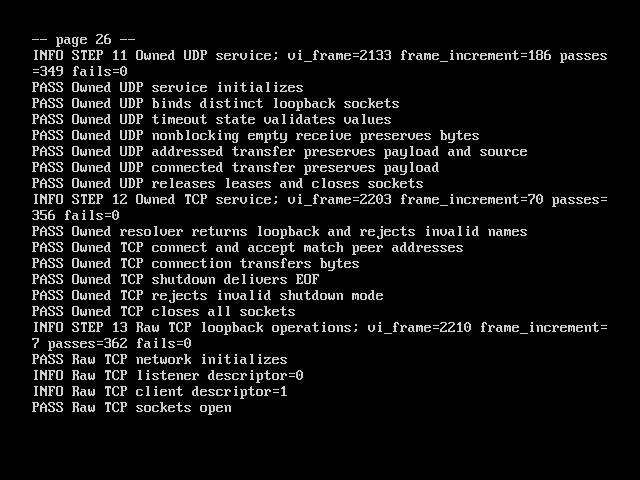 -- page 26 --
INFO STEP 11 Owned UDP service; vi_frame=2133 frame_increment=186 passes
=349 fails=0
PASS Owned UDP service initializes
PASS Owned UDP binds distinct loopback sockets
PASS Owned UDP timeout state validates values
PASS Owned UDP nonblocking empty receive preserves bytes
PASS Owned UDP addressed transfer preserves payload and source
PASS Owned UDP connected transfer preserves payload
PASS Owned UDP releases leases and closes sockets
INFO STEP 12 Owned TCP service; vi_frame=2203 frame_increment=70 passes=
356 fails=0
PASS Owned resolver returns loopback and rejects invalid names
PASS Owned TCP connect and accept match peer addresses
PASS Owned TCP connection transfers bytes
PASS Owned TCP shutdown delivers EOF
PASS Owned TCP rejects invalid shutdown mode
PASS Owned TCP closes all sockets
INFO STEP 13 Raw TCP loopback operations; vi_frame=2210 frame_increment=
7 passes=362 fails=0
PASS Raw TCP network initializes
INFO Raw TCP listener descriptor=0
INFO Raw TCP client descriptor=1
PASS Raw TCP sockets open